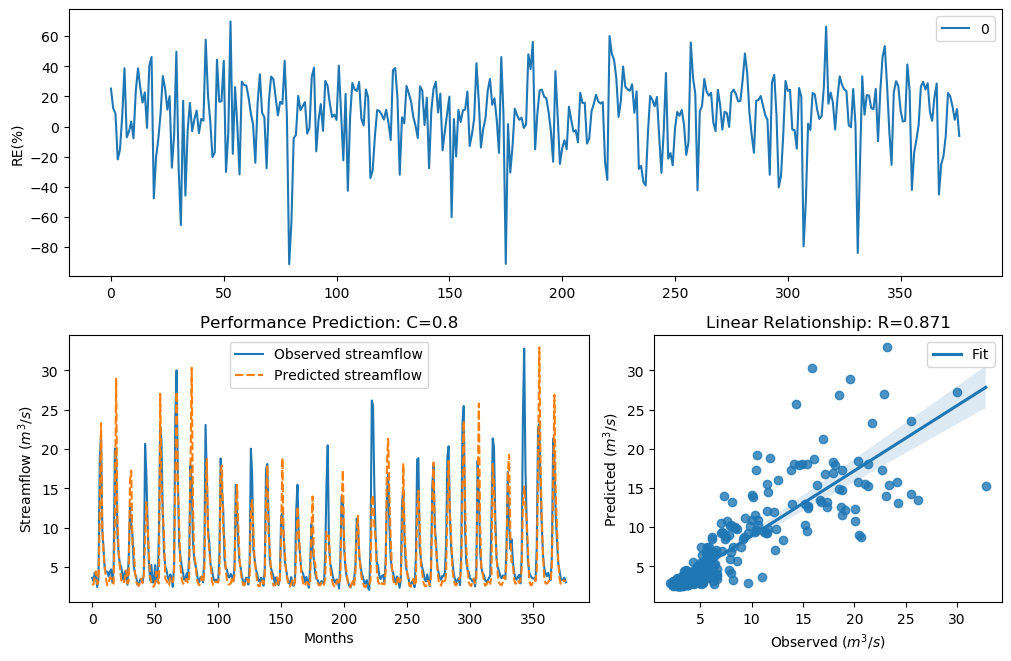 RE(%)
60
40
20
0
−20
−40
−60
−80
0
0 50 100 150 200 250 300 350
Performance Prediction: C=0.8
Streamflow (m³/s)
30
25
20
15
10
5
Observed streamflow
Predicted streamflow
0 50 100 150 200 250 300 350
Months
Linear Relationship: R=0.871
Predicted (m³/s)
30
25
20
15
10
5
Fit
5 10 15 20 25 30
Observed (m³/s)